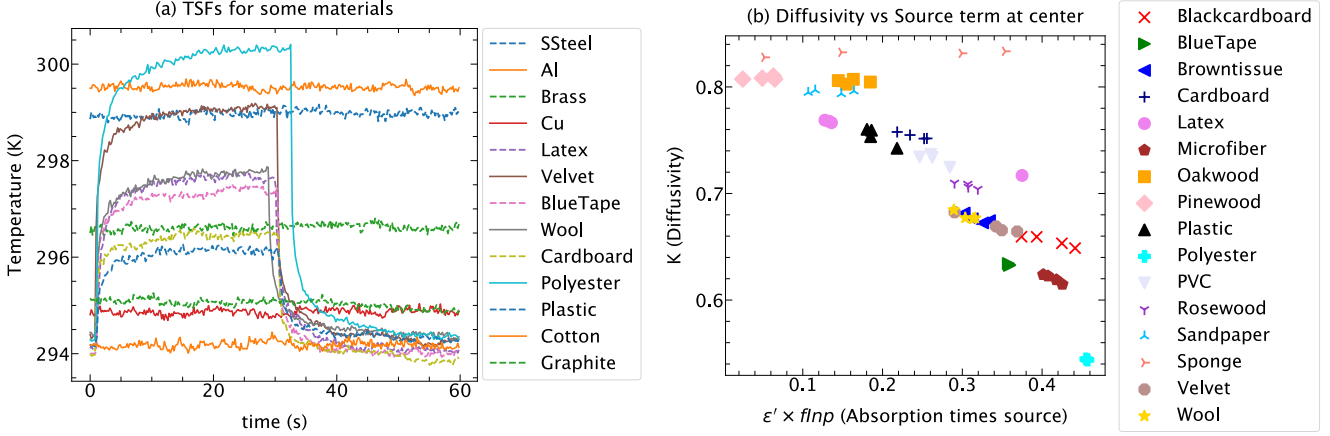 (a) TSFs for some materials
300
298
296
294
Temperature (K)
0
20
40
60
time (s)
SSteel
Al
Brass
Cu
Latex
Velvet
BlueTape
Wool
Cardboard
Polyester
Plastic
Cotton
Graphite
(b) Diffusivity vs Source term at center
0.8
0.7
0.6
K (Diffusivity)
0.1
0.2
0.3
0.4
ε′ × fInp (Absorption times source)
Blackcardboard
BlueTape
Browntissue
Cardboard
Latex
Microfiber
Oakwood
Pinewood
Plastic
Polyester
PVC
Rosewood
Sandpaper
Sponge
Velvet
Wool